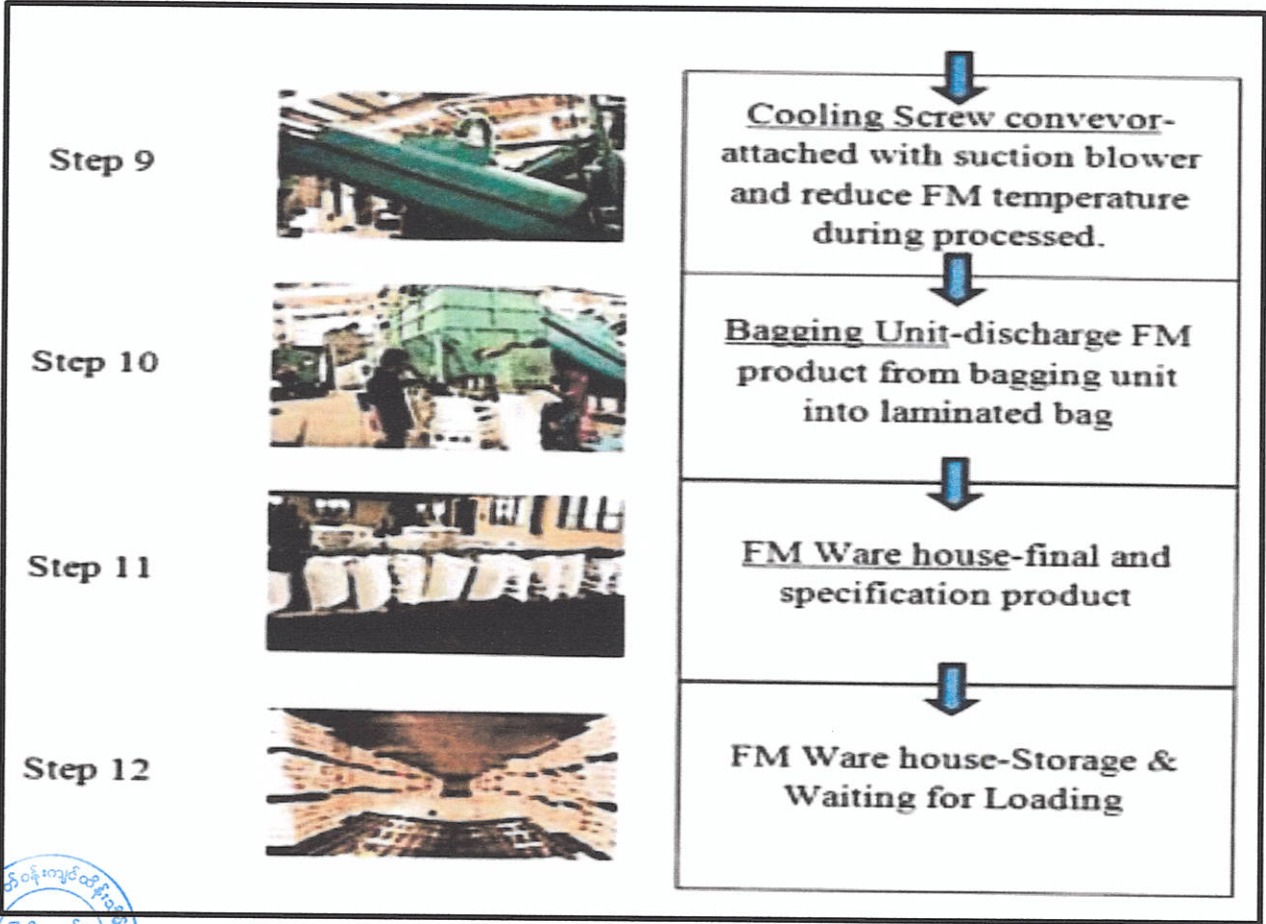 Step 9
Cooling Screw convevor-
attached with suction blower
and reduce FM temperature
during processed.
Step 10
Bagging Unit-discharge FM
product from bagging unit
into laminated bag
Step 11
FM Ware house-final and
specification product
Step 12
FM Ware house-Storage &
Waiting for Loading